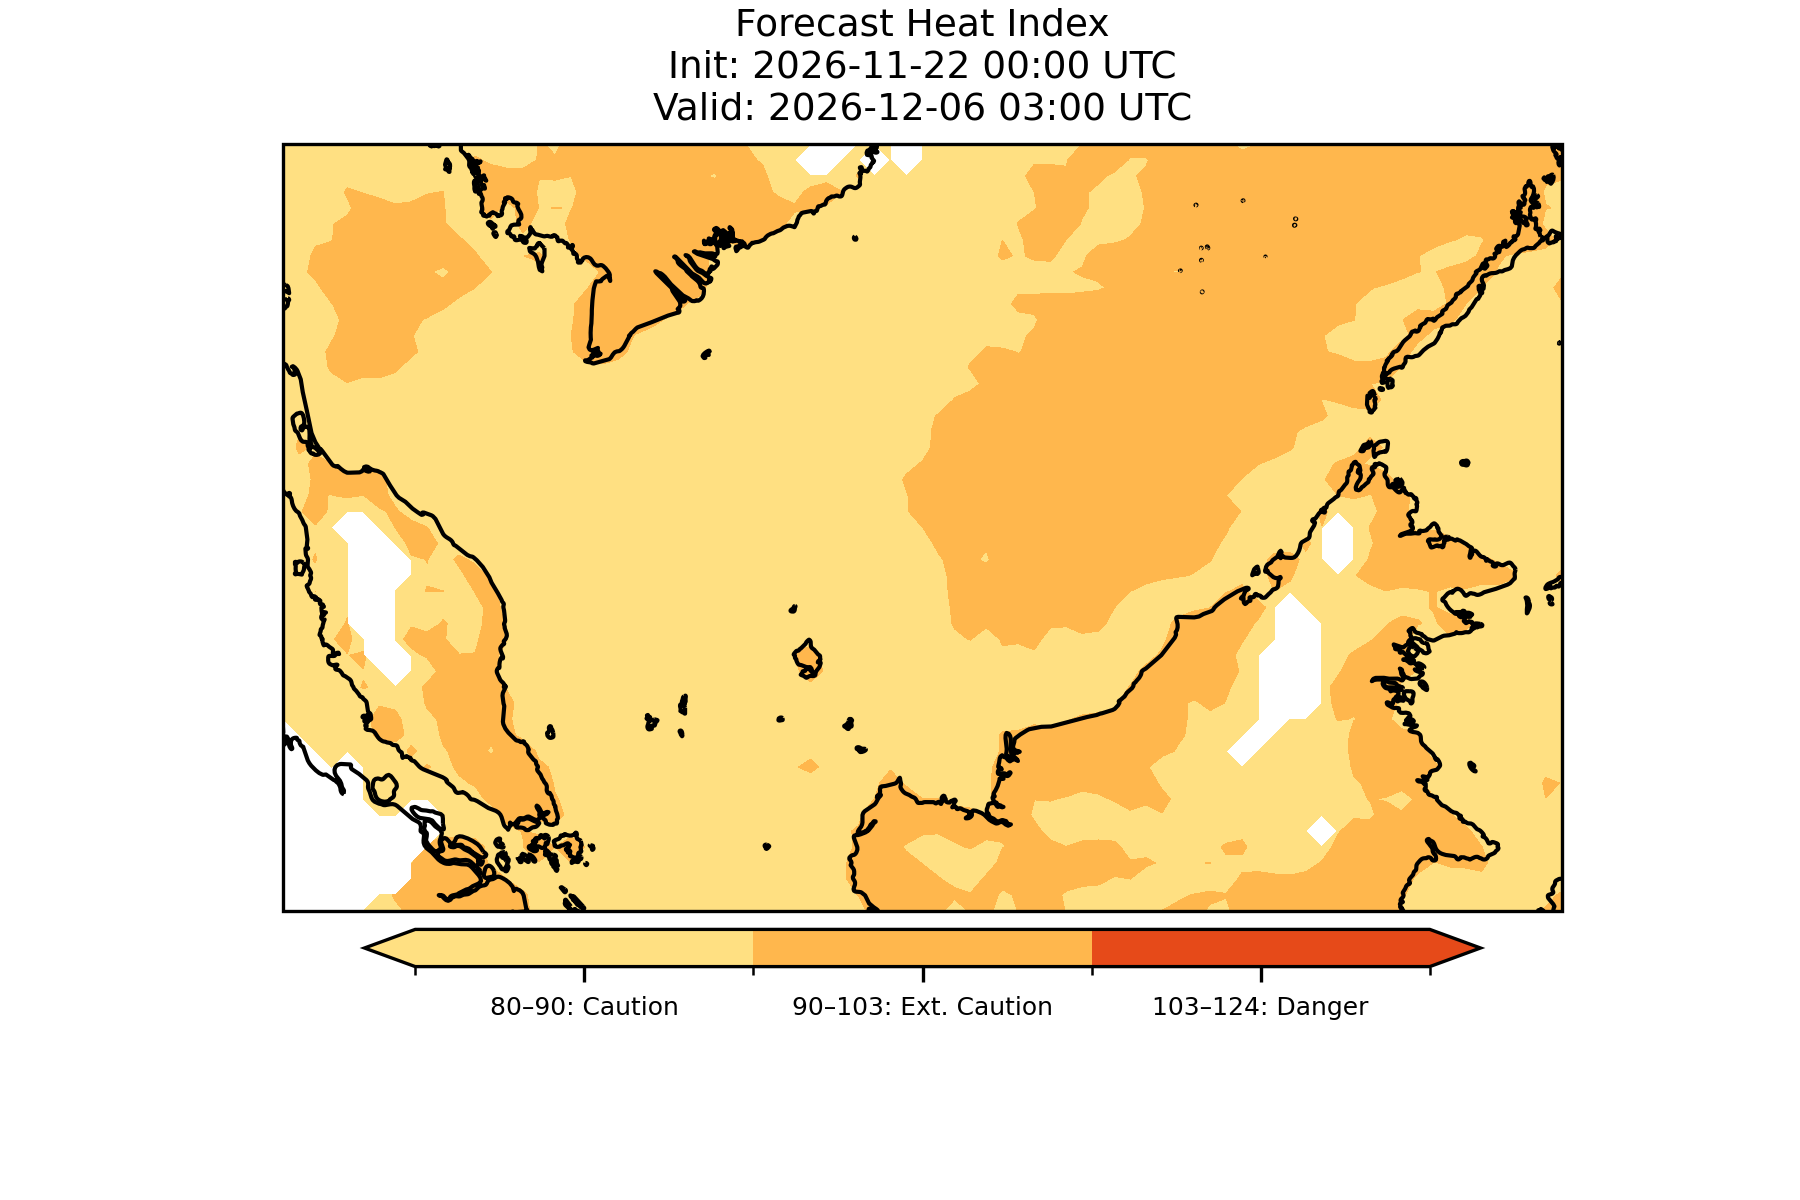 Forecast Heat Index
Init: 2026-11-22 00:00 UTC
Valid: 2026-12-06 03:00 UTC
80–90: Caution
90–103: Ext. Caution
103–124: Danger